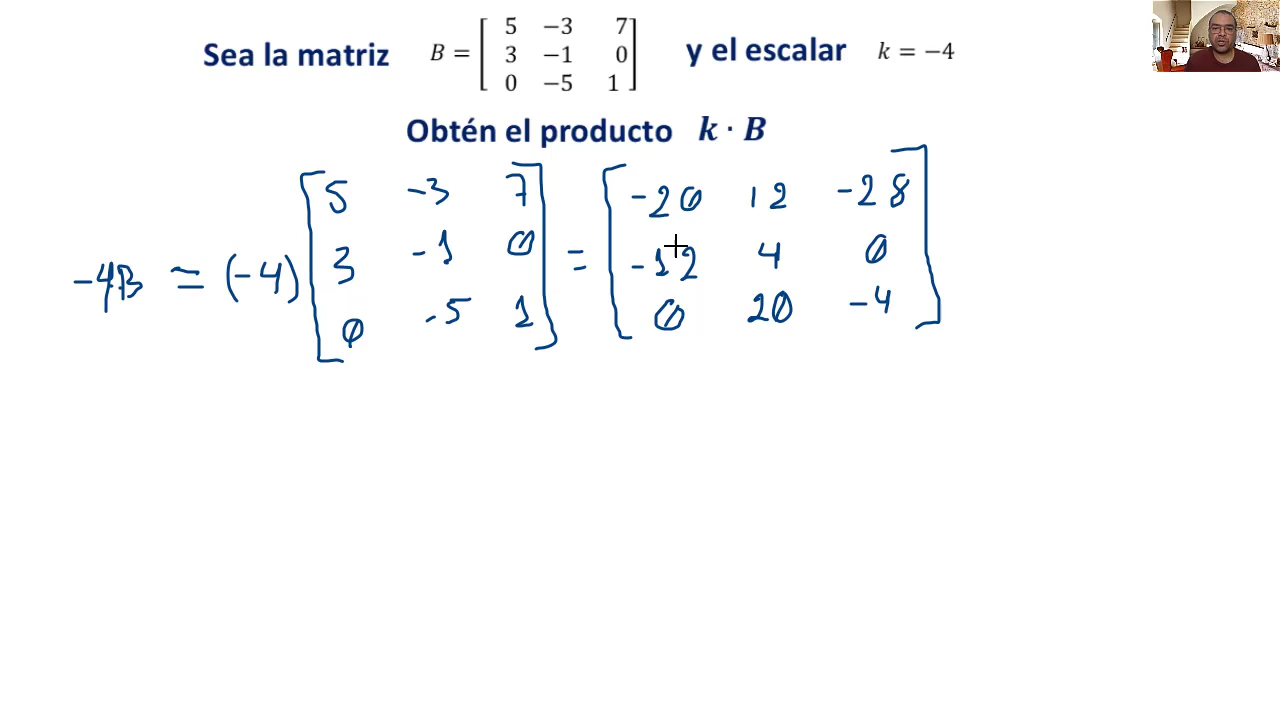 Sea la matriz B = [ 5 −3 7 y el escalar k = −4
3 −1 0
0 −5 1 ]
Obtén el producto k · B
-4B = (-4) [ 5 -3 7 = [ -20 12 -28
3 -1 0 -12 4 0
0 -5 1 ] 0 20 -4 ]